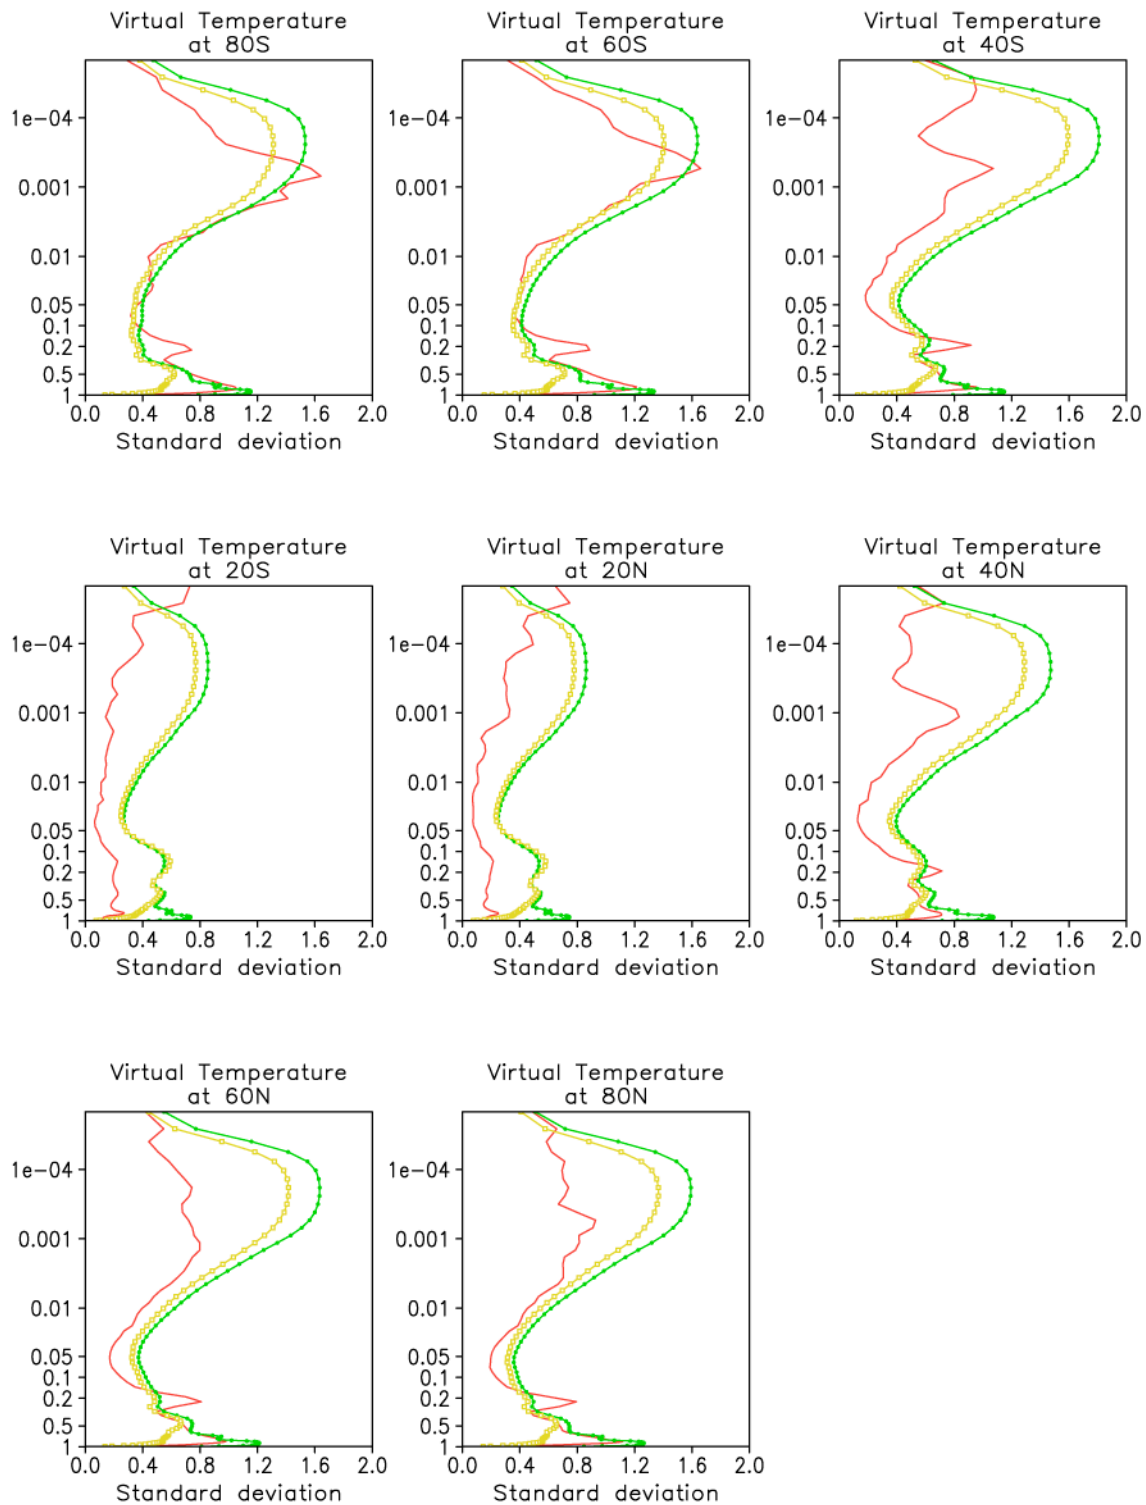 Virtual Temperature
at 80S
1e-04
0.001
0.01
0.05
0.1
0.2
0.5
1
0.0 0.4 0.8 1.2 1.6 2.0
Standard deviation
Virtual Temperature
at 60S
1e-04
0.001
0.01
0.05
0.1
0.2
0.5
1
0.0 0.4 0.8 1.2 1.6 2.0
Standard deviation
Virtual Temperature
at 40S
1e-04
0.001
0.01
0.05
0.1
0.2
0.5
1
0.0 0.4 0.8 1.2 1.6 2.0
Standard deviation
Virtual Temperature
at 20S
1e-04
0.001
0.01
0.05
0.1
0.2
0.5
1
0.0 0.4 0.8 1.2 1.6 2.0
Standard deviation
Virtual Temperature
at 20N
1e-04
0.001
0.01
0.05
0.1
0.2
0.5
1
0.0 0.4 0.8 1.2 1.6 2.0
Standard deviation
Virtual Temperature
at 40N
1e-04
0.001
0.01
0.05
0.1
0.2
0.5
1
0.0 0.4 0.8 1.2 1.6 2.0
Standard deviation
Virtual Temperature
at 60N
1e-04
0.001
0.01
0.05
0.1
0.2
0.5
1
0.0 0.4 0.8 1.2 1.6 2.0
Standard deviation
Virtual Temperature
at 80N
1e-04
0.001
0.01
0.05
0.1
0.2
0.5
1
0.0 0.4 0.8 1.2 1.6 2.0
Standard deviation